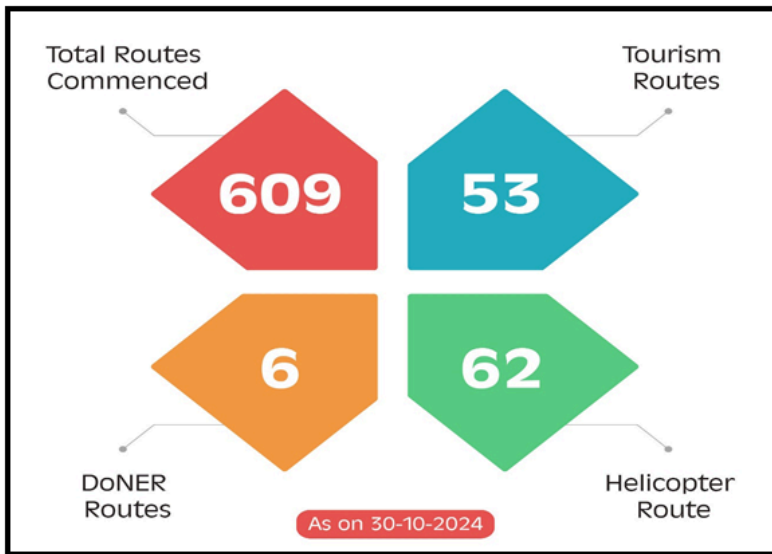 Total Routes
Commenced
Tourism
Routes
609
53
6
62
DoNER
Routes
Helicopter
Route
As on 30-10-2024